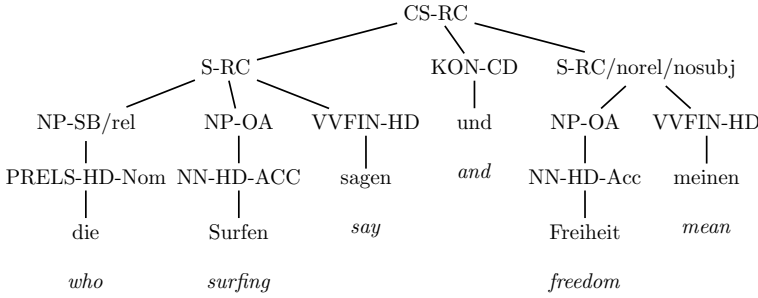 CS-RC
S-RC KON-CD S-RC/norel/nosubj
NP-SB/rel NP-OA VVFIN-HD und NP-OA VVFIN-HD
and
PRELS-HD-Nom NN-HD-ACC sagen NN-HD-Acc meinen
say mean
die Surfen Freiheit
who surfing freedom